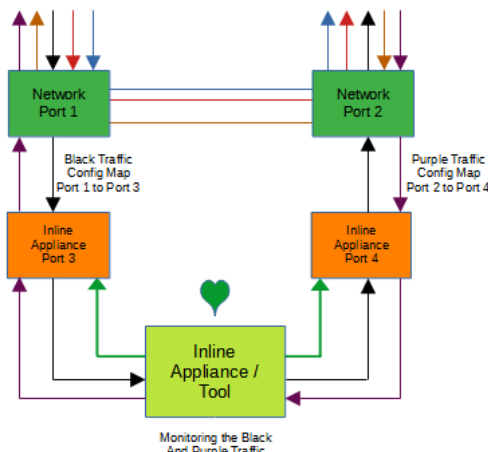 Network
Port 1
Network
Port 2
Black Traffic
Config Map
Port 1 to Port 3
Purple Traffic
Config Map
Port 2 to Port 4
Inline
Appliance
Port 3
Inline
Appliance
Port 4
Inline
Appliance /
Tool
Monitoring the Black
And Purple Traffic